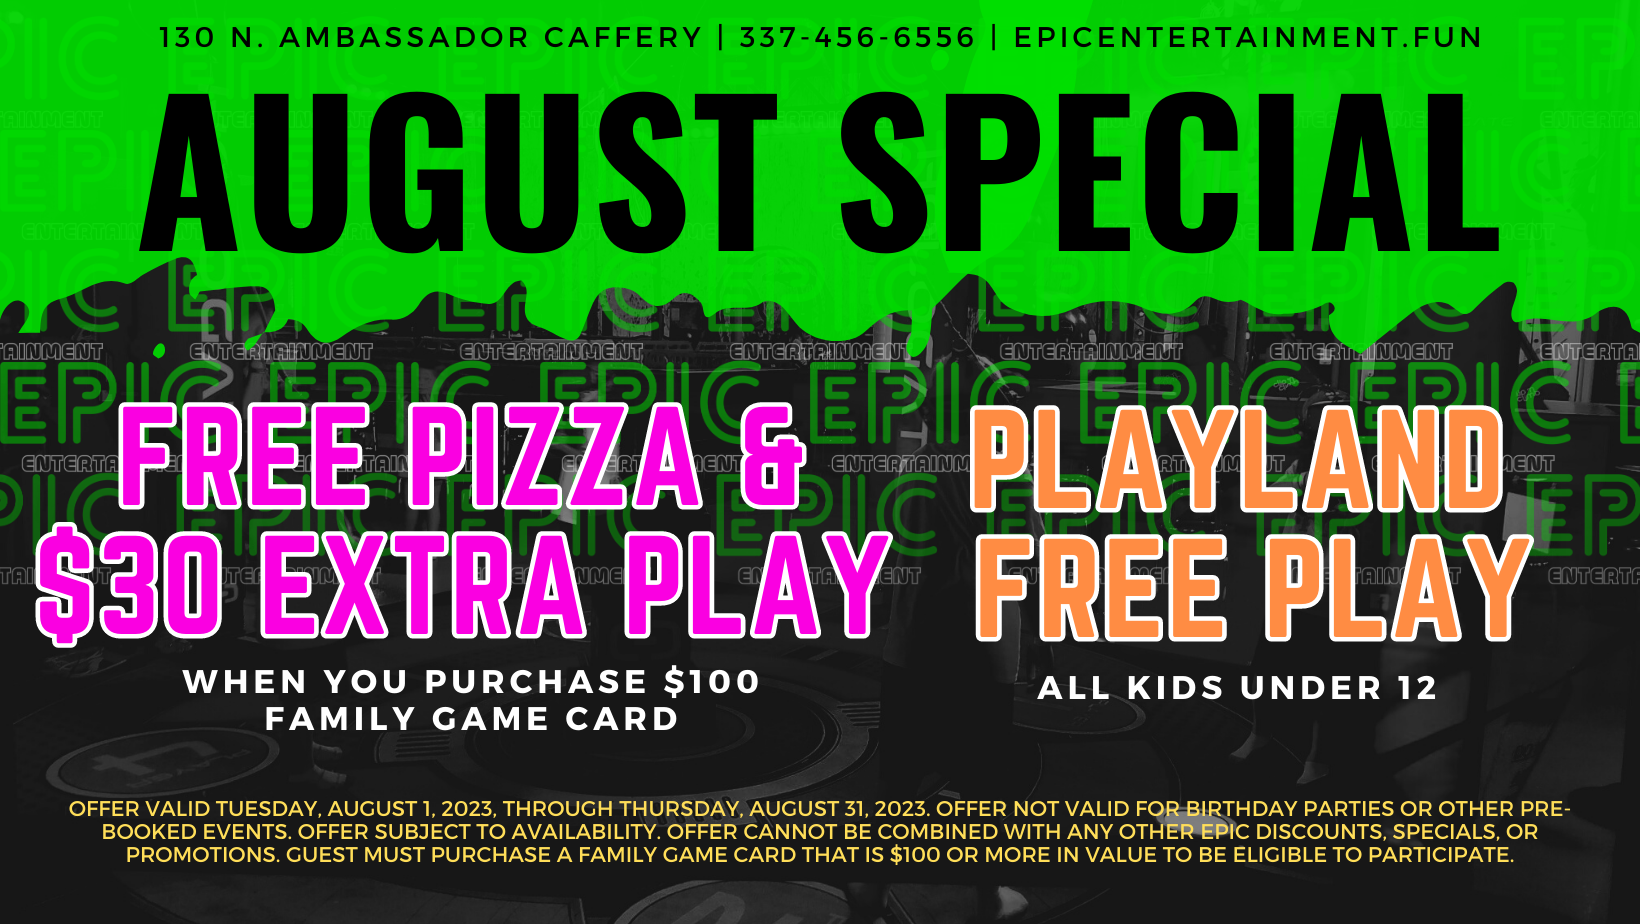 130 N. AMBASSADOR CAFFERY | 337-456-6556 | EPICENTERTAINMENT.FUN
AUGUST SPECIAL
EPIC
ENTERTAINMENT
FREE PIZZA &
$30 EXTRA PLAY
WHEN YOU PURCHASE $100
FAMILY GAME CARD
PLAYLAND
FREE PLAY
ALL KIDS UNDER 12
OFFER VALID TUESDAY, AUGUST 1, 2023, THROUGH THURSDAY, AUGUST 31, 2023. OFFER NOT VALID FOR BIRTHDAY PARTIES OR OTHER PRE-
BOOKED EVENTS. OFFER SUBJECT TO AVAILABILITY. OFFER CANNOT BE COMBINED WITH ANY OTHER EPIC DISCOUNTS, SPECIALS, OR
PROMOTIONS. GUEST MUST PURCHASE A FAMILY GAME CARD THAT IS $100 OR MORE IN VALUE TO BE ELIGIBLE TO PARTICIPATE.